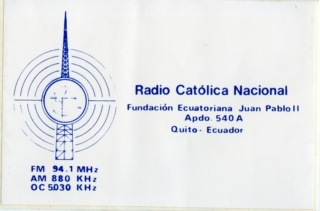 Radio Católica Nacional
Fundación Ecuatoriana Juan Pablo II
Apdo. 540 A
Quito - Ecuador
FM 94.1 MHz
AM 880 KHz
OC 5030 KHz